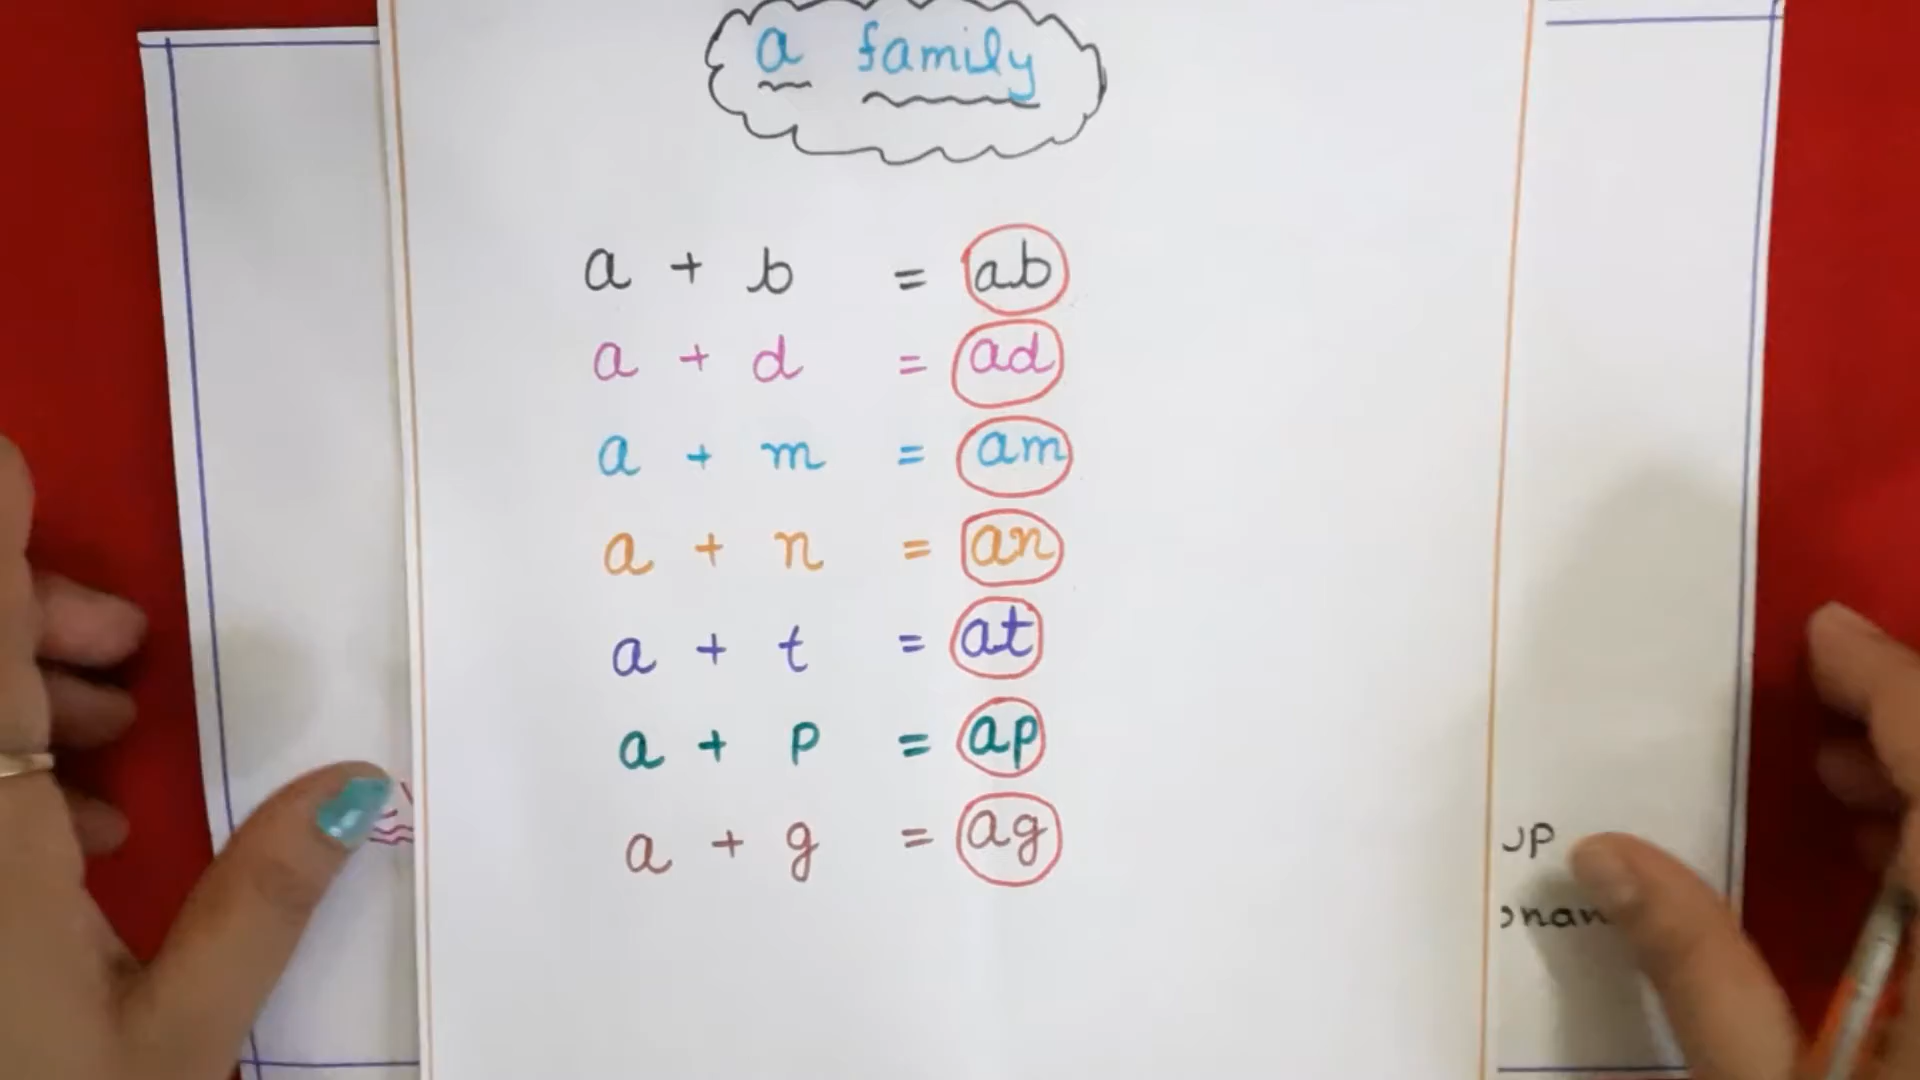 a family
a + b = ab
a + d = ad
a + m = am
a + n = an
a + t = at
a + p = ap
a + g = ag